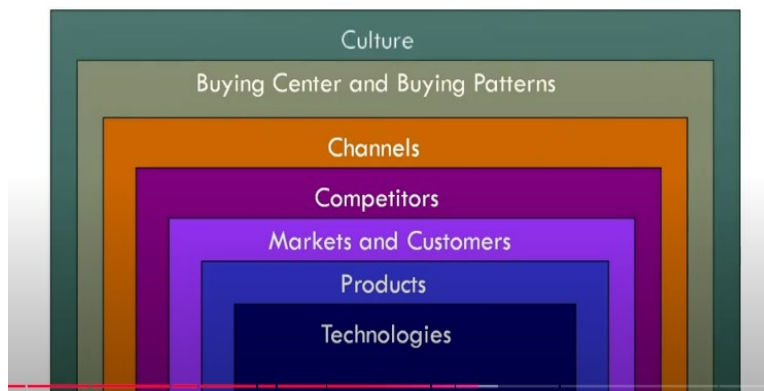 Culture
Buying Center and Buying Patterns
Channels
Competitors
Markets and Customers
Products
Technologies